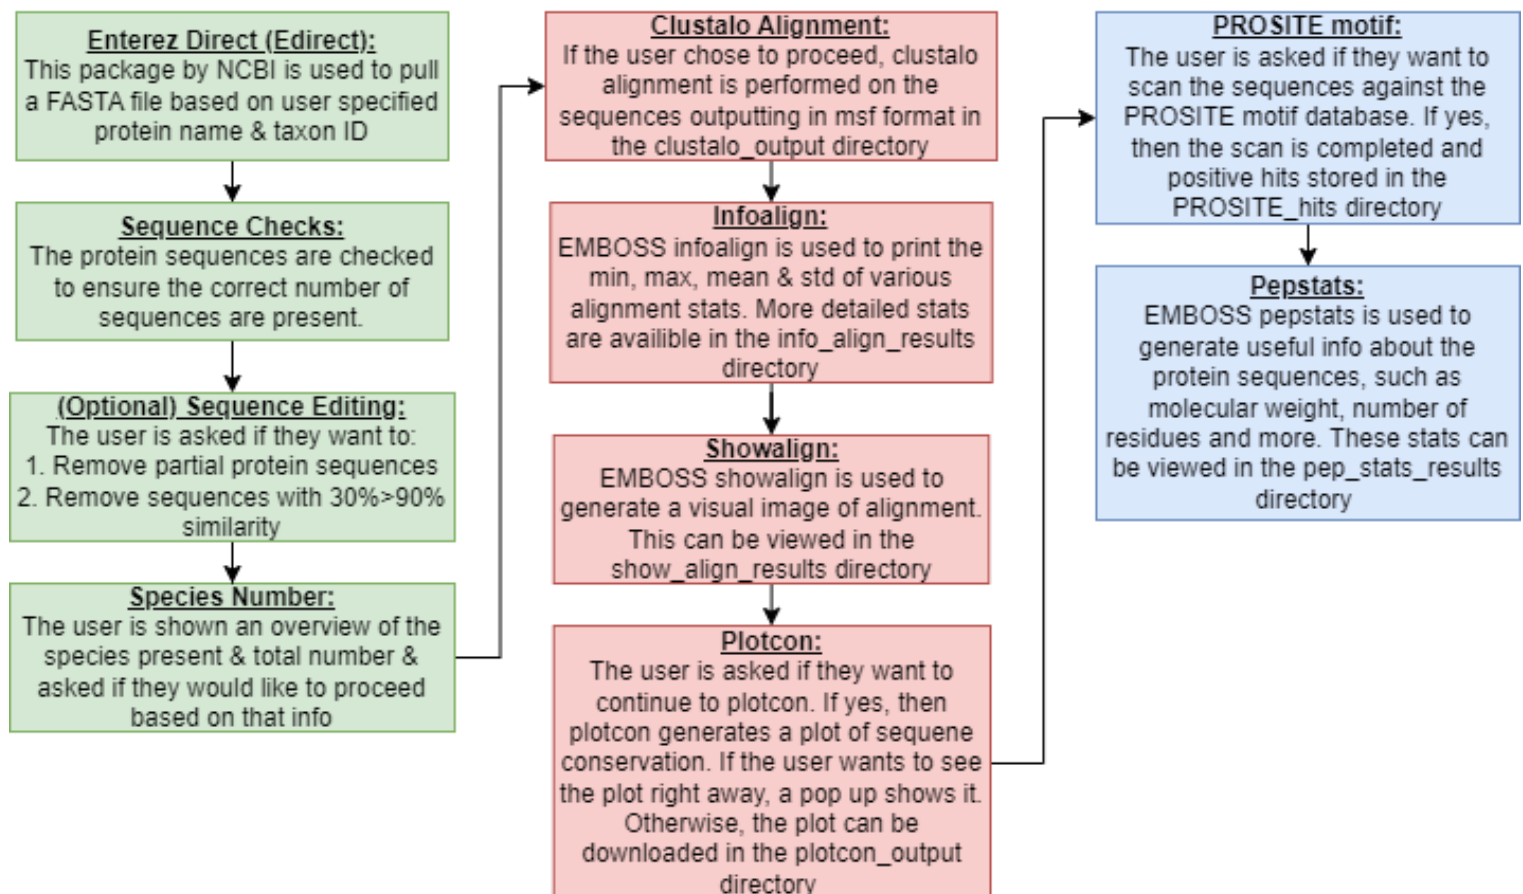 Enterez Direct (Edirect):
This package by NCBI is used to pull
a FASTA file based on user specified
protein name & taxon ID
Sequence Checks:
The protein sequences are checked
to ensure the correct number of
sequences are present.
(Optional) Sequence Editing:
The user is asked if they want to:
1. Remove partial protein sequences
2. Remove sequences with 30%>90%
similarity
Species Number:
The user is shown an overview of the
species present & total number &
asked if they would like to proceed
based on that info
Clustalo Alignment:
If the user chose to proceed, clustalo
alignment is performed on the
sequences outputting in msf format in
the clustalo_output directory
Infoalign:
EMBOSS infoalign is used to print the
min, max, mean & std of various
alignment stats. More detailed stats
are availible in the info_align_results
directory
Showalign:
EMBOSS showalign is used to
generate a visual image of alignment.
This can be viewed in the
show_align_results directory
Plotcon:
The user is asked if they want to
continue to plotcon. If yes, then
plotcon generates a plot of sequene
conservation. If the user wants to see
the plot right away, a pop up shows it.
Otherwise, the plot can be
downloaded in the plotcon_output
directory
PROSITE motif:
The user is asked if they want to
scan the sequences against the
PROSITE motif database. If yes,
then the scan is completed and
positive hits stored in the
PROSITE_hits directory
Pepstats:
EMBOSS pepstats is used to
generate useful info about the
protein sequences, such as
molecular weight, number of
residues and more. These stats can
be viewed in the pep_stats_results
directory